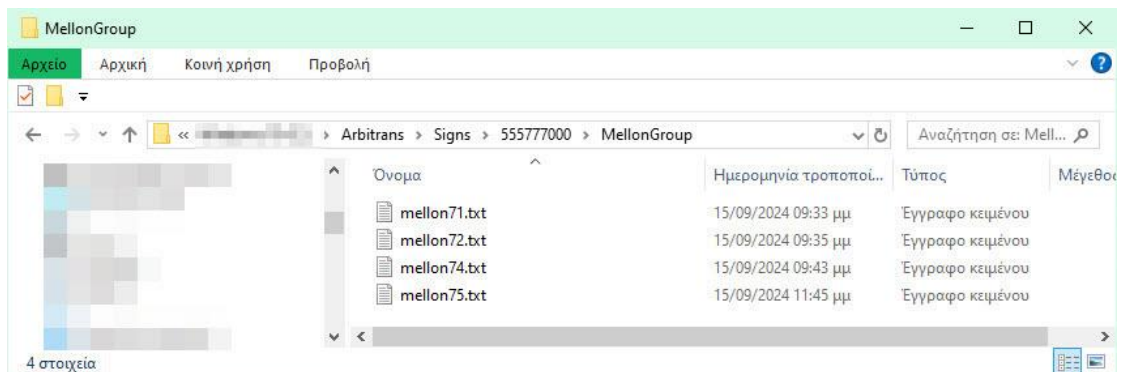 MellonGroup
Αρχείο Αρχική Κοινή χρήση Προβολή
« Arbitrans › Signs › 555777000 › MellonGroup Αναζήτηση σε: Mell...
Όνομα Ημερομηνία τροποποί... Τύπος Μέγεθος
mellon71.txt 15/09/2024 09:33 μμ Έγγραφο κειμένου
mellon72.txt 15/09/2024 09:35 μμ Έγγραφο κειμένου
mellon74.txt 15/09/2024 09:43 μμ Έγγραφο κειμένου
mellon75.txt 15/09/2024 11:45 μμ Έγγραφο κειμένου
4 στοιχεία